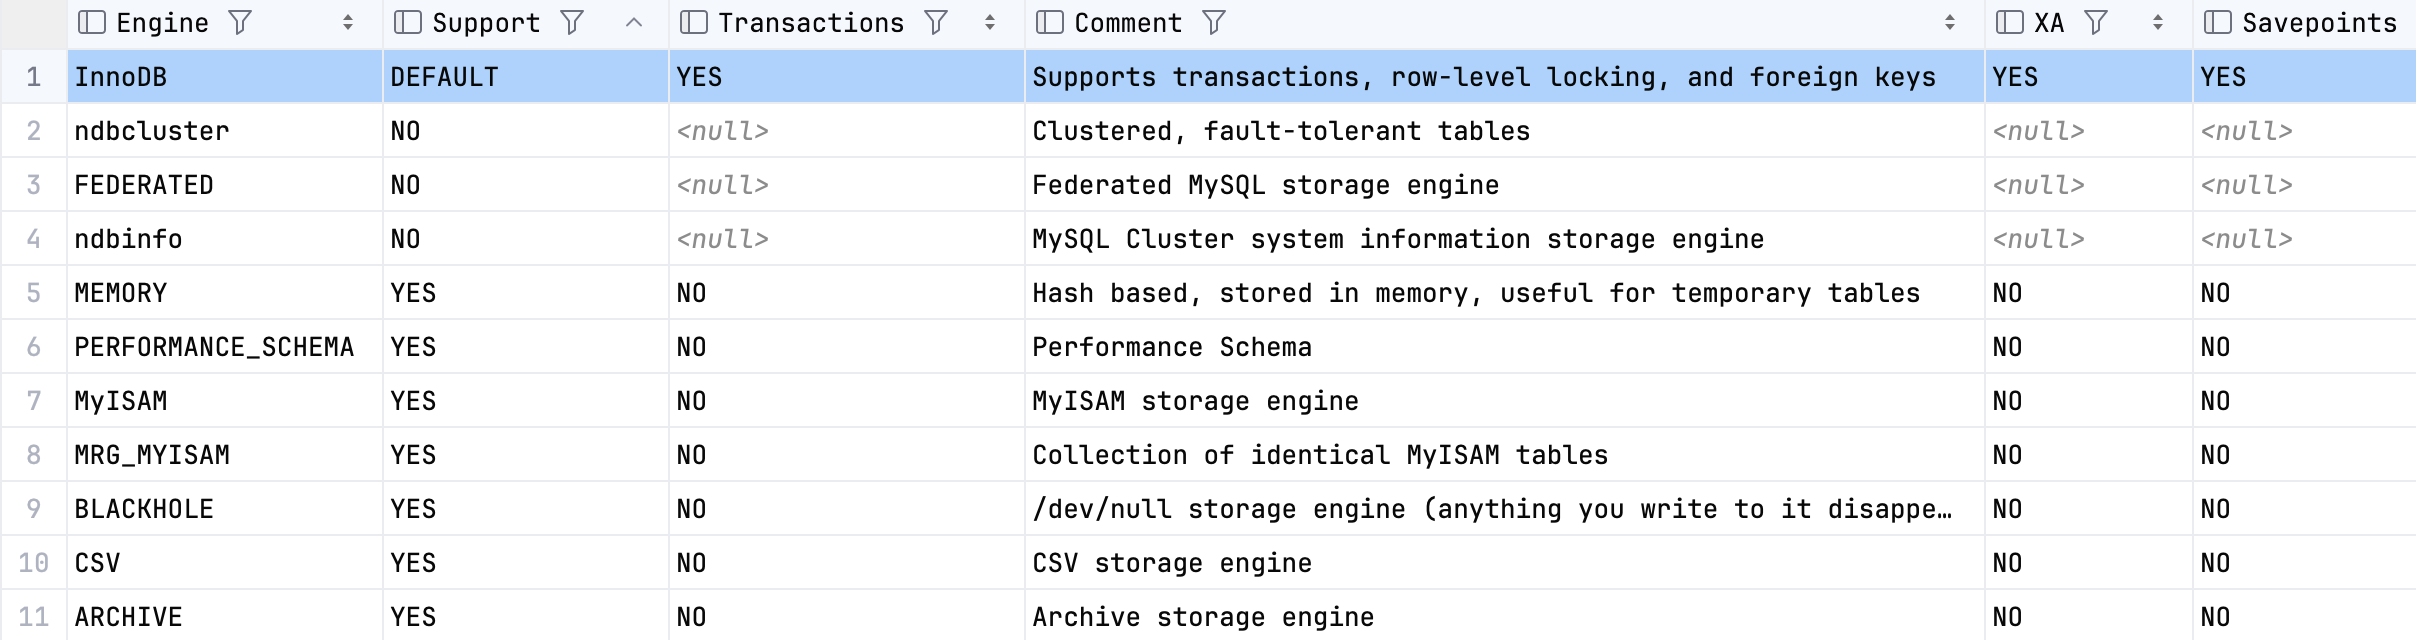 Engine Support Transactions Comment XA Savepoints
1 InnoDB DEFAULT YES Supports transactions, row-level locking, and foreign keys YES YES
2 ndbcluster NO <null> Clustered, fault-tolerant tables <null> <null>
3 FEDERATED NO <null> Federated MySQL storage engine <null> <null>
4 ndbinfo NO <null> MySQL Cluster system information storage engine <null> <null>
5 MEMORY YES NO Hash based, stored in memory, useful for temporary tables NO NO
6 PERFORMANCE_SCHEMA YES NO Performance Schema NO NO
7 MyISAM YES NO MyISAM storage engine NO NO
8 MRG_MYISAM YES NO Collection of identical MyISAM tables NO NO
9 BLACKHOLE YES NO /dev/null storage engine (anything you write to it disappe… NO NO
10 CSV YES NO CSV storage engine NO NO
11 ARCHIVE YES NO Archive storage engine NO NO